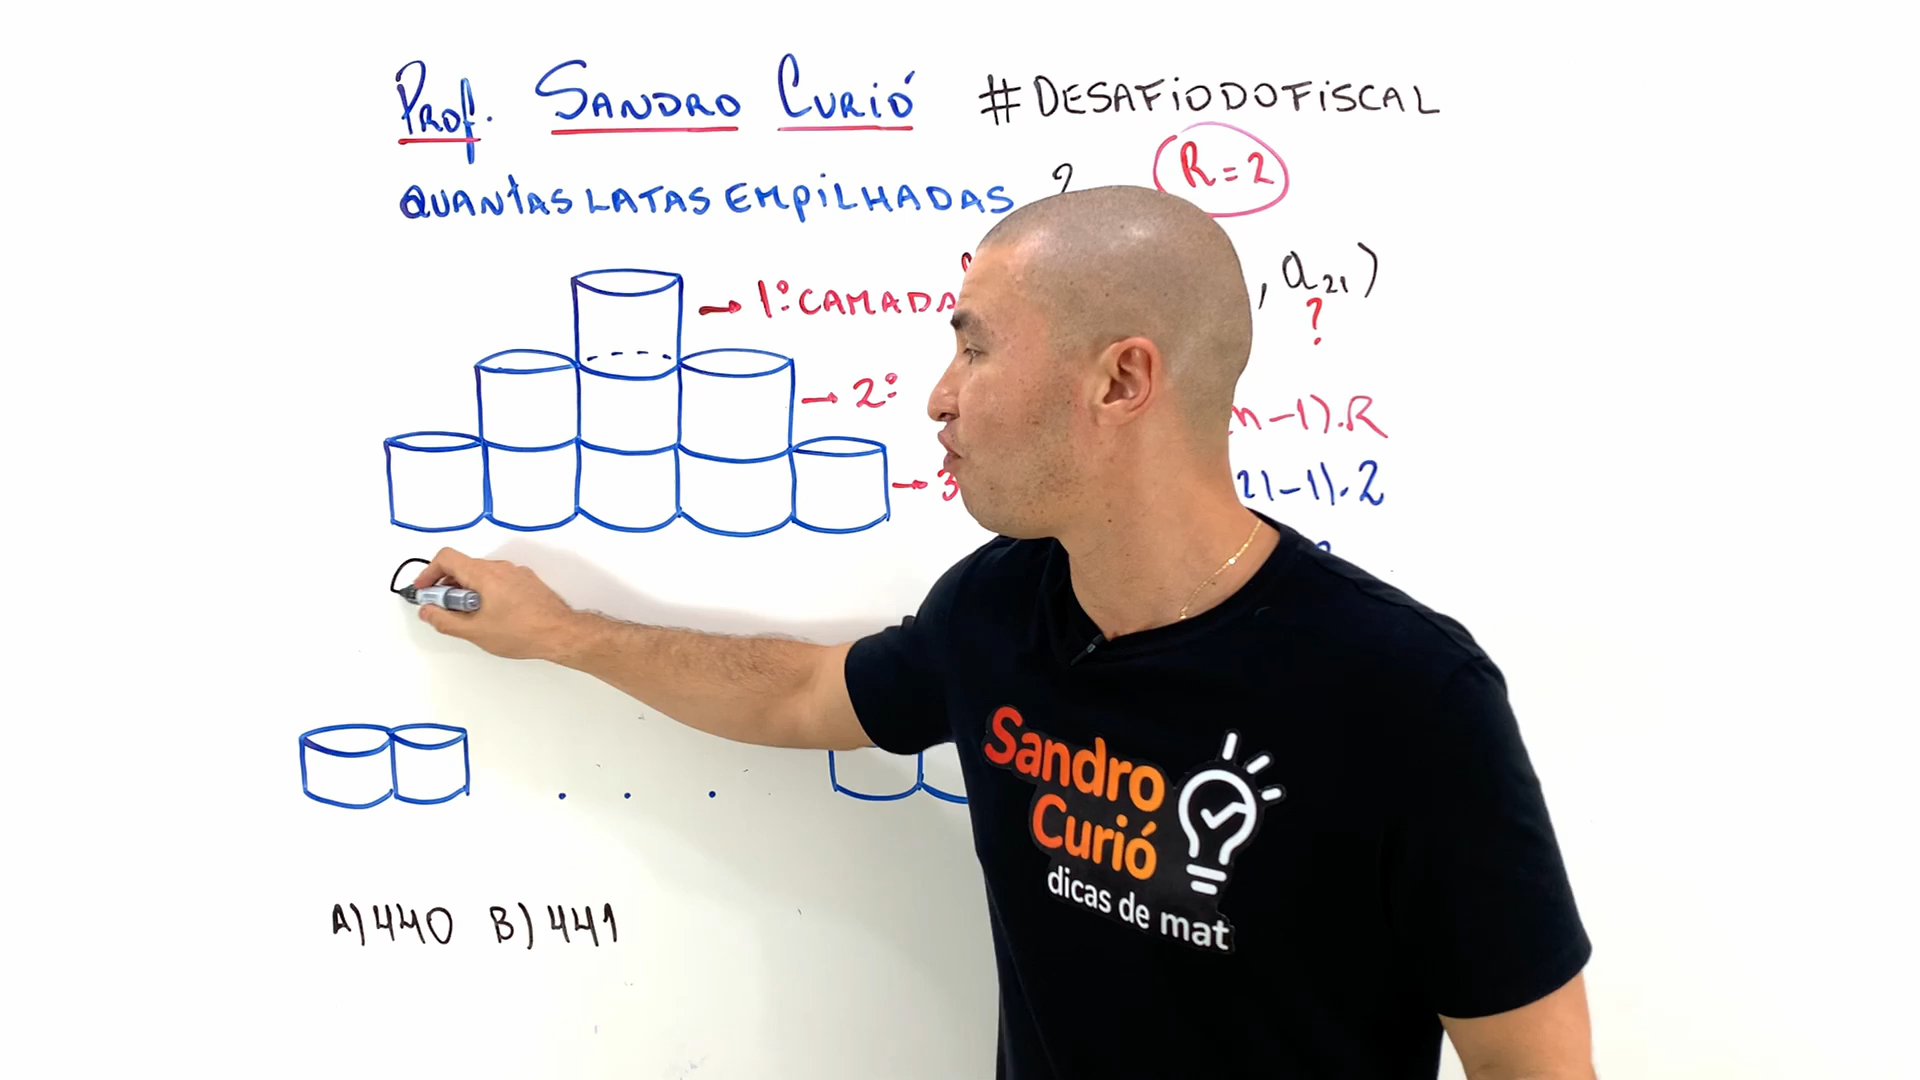 PROF. SANDRO CURIÓ #DESAFIODOFISCAL
QUANTAS LATAS EMPILHADAS ? R = 2
→ 1º CAMADA , a21)
?
→ 2º
n - 1).R
→ 3 21 - 1).2
A) 440 B) 441
Sandro
Curió
dicas de mat